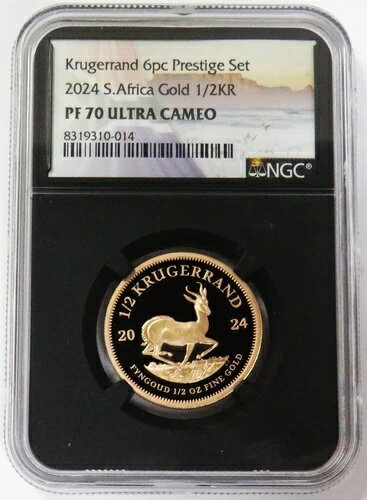 Krugerrand 6pc Prestige Set
2024 S.Africa Gold 1/2KR
PF 70 ULTRA CAMEO
8319310-014
NGC
1/2 KRUGERRAND
20 24
FYNGOUD 1/2 OZ FINE GOLD